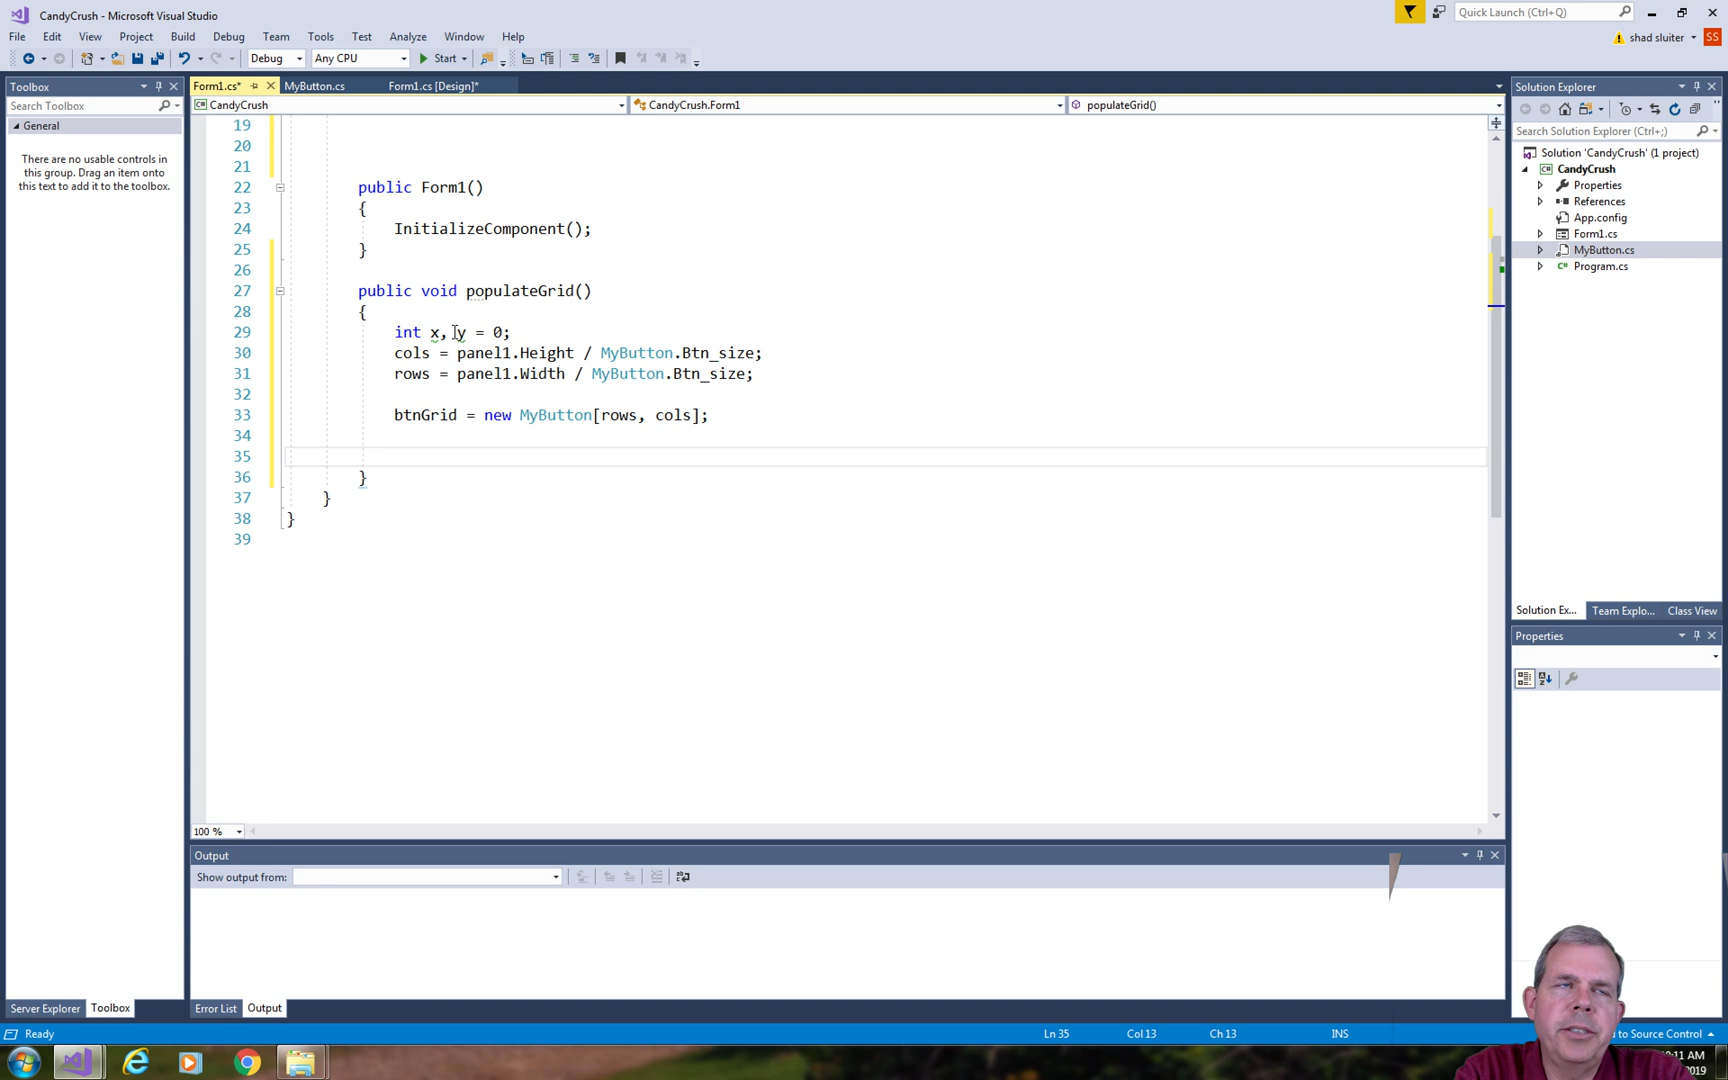 CandyCrush - Microsoft Visual Studio
Quick Launch (Ctrl+Q)
File Edit View Project Build Debug Team Tools Test Analyze Window Help
shad sluiter SS
Debug Any CPU Start
Toolbox
Search Toolbox
General
There are no usable controls in
this group. Drag an item onto
this text to add it to the toolbox.
Form1.cs* MyButton.cs Form1.cs [Design]*
CandyCrush CandyCrush.Form1 populateGrid()
19
20
21
22 public Form1()
23 {
24 InitializeComponent();
25 }
26
27 public void populateGrid()
28 {
29 int x, y = 0;
30 cols = panel1.Height / MyButton.Btn_size;
31 rows = panel1.Width / MyButton.Btn_size;
32
33 btnGrid = new MyButton[rows, cols];
34
35
36 }
37 }
38 }
39
100 %
Output
Show output from:
Server Explorer Toolbox Error List Output
Solution Explorer
Search Solution Explorer (Ctrl+;)
Solution 'CandyCrush' (1 project)
CandyCrush
Properties
References
App.config
Form1.cs
MyButton.cs
Program.cs
Solution Ex... Team Explo... Class View
Properties
Ready Ln 35 Col 13 Ch 13 INS d to Source Control
:11 AM
2019